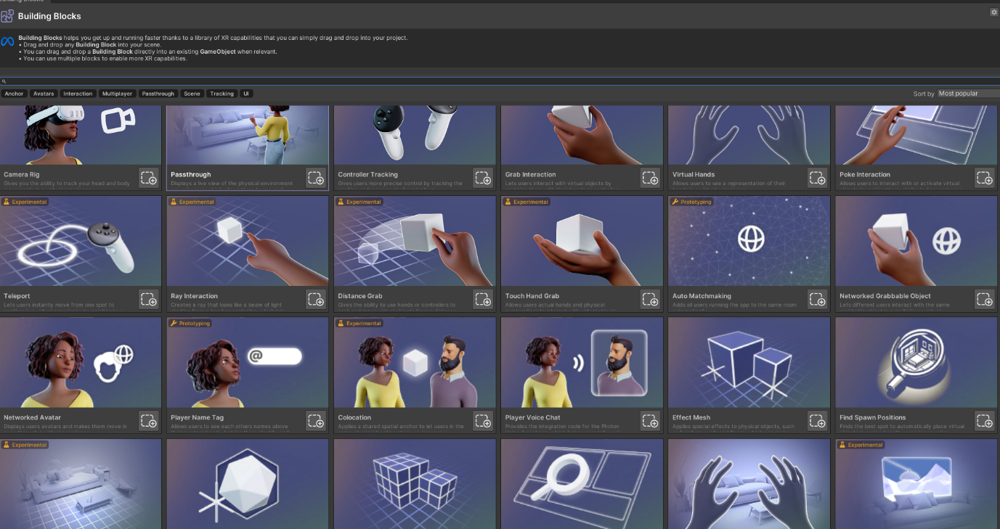 Building Blocks
Building Blocks
Building Blocks helps you get up and running faster thanks to a library of XR capabilities that you can simply drag and drop into your project.
• Drag and drop any Building Block into your scene.
• You can drag and drop a Building Block directly into an existing GameObject when relevant.
• You can use multiple blocks to enable more XR capabilities.
Anchor Avatars Interaction Multiplayer Passthrough Scene Tracking UI
Sort by Most popular
Camera Rig
Gives you the ability to track your head and body
Passthrough
Displays a live view of the physical environment
Controller Tracking
Gives users more precise control by tracking the
Grab Interaction
Lets users interact with virtual objects by
Virtual Hands
Allows users to see a representation of their
Poke Interaction
Allows users to interact with or activate virtual
Experimental
Teleport
Lets users instantly move from one spot to
Experimental
Ray Interaction
Creates a ray that looks like a beam of light
Experimental
Distance Grab
Gives the ability to use hands or controllers to
Experimental
Touch Hand Grab
Allows users actual hands and physical
Prototyping
Auto Matchmaking
Adds all users running the app to the same room
Networked Grabbable Object
Lets different users interact with the same
Networked Avatar
Displays users avatars and makes them move in
Prototyping
@
Player Name Tag
Allows users to see each others names above
Experimental
Colocation
Applies a shared spatial anchor to let users in the
Player Voice Chat
Provides the integration code for the Photon
Effect Mesh
Applies special effects to physical objects, such
Find Spawn Positions
Finds the best spot to automatically place virtual
Experimental
Experimental